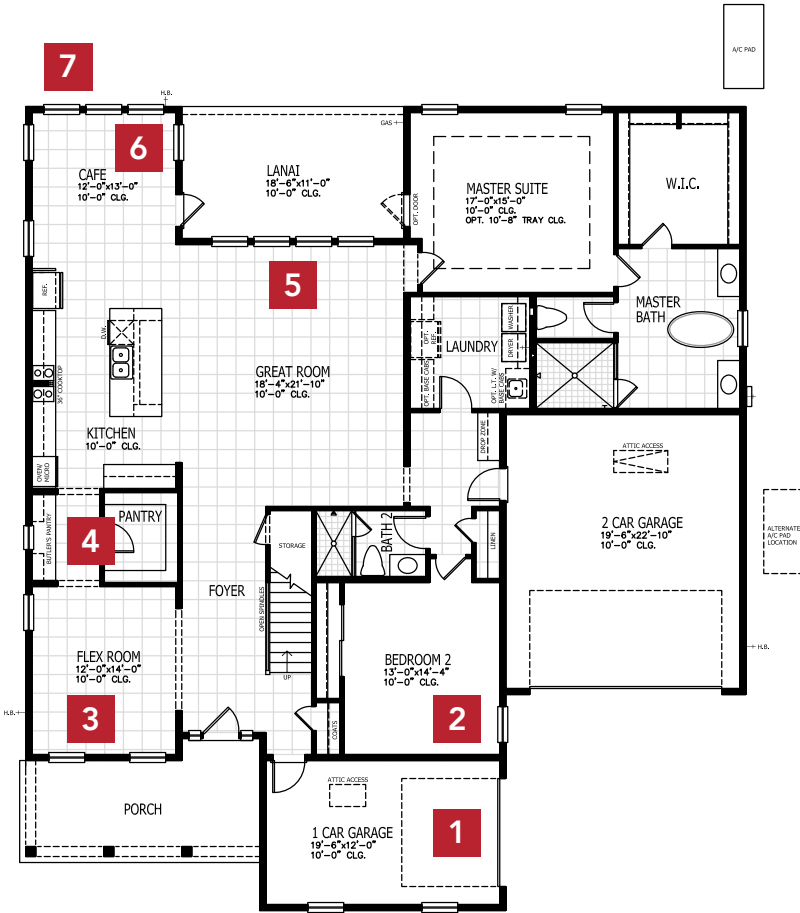 A/C PAD
7
H.B.
6
CAFE
12'-0"x13'-0"
10'-0" CLG.
GAS
LANAI
18'-6"x11'-0"
10'-0" CLG.
OPT. DOOR
MASTER SUITE
17'-0"x15'-0"
10'-0" CLG.
OPT. 10'-8" TRAY CLG.
W.I.C.
5
REF.
D.W.
36" COOKTOP
GREAT ROOM
18'-4"x21'-10"
10'-0" CLG.
OPT. REF.
LAUNDRY
WASHER
DRYER
OPT. BASE CABS
OPT. L.T. W/
BASE CABS
MASTER
BATH
KITCHEN
10'-0" CLG.
OVEN/
MICRO
DROP ZONE
ATTIC ACCESS
2 CAR GARAGE
19'-6"x22'-10"
10'-0" CLG.
ALTERNATE
A/C PAD
LOCATION
BUTLER'S PANTRY
4
PANTRY
STORAGE
BATH 2
LINEN
FOYER
OPEN SPINDLES
UP
FLEX ROOM
12'-0"x14'-0"
10'-0" CLG.
BEDROOM 2
13'-0"x14'-4"
10'-0" CLG.
H.B.
H.B.
3
2
COATS
PORCH
ATTIC ACCESS
1 CAR GARAGE
19'-6"x12'-0"
10'-0" CLG.
1